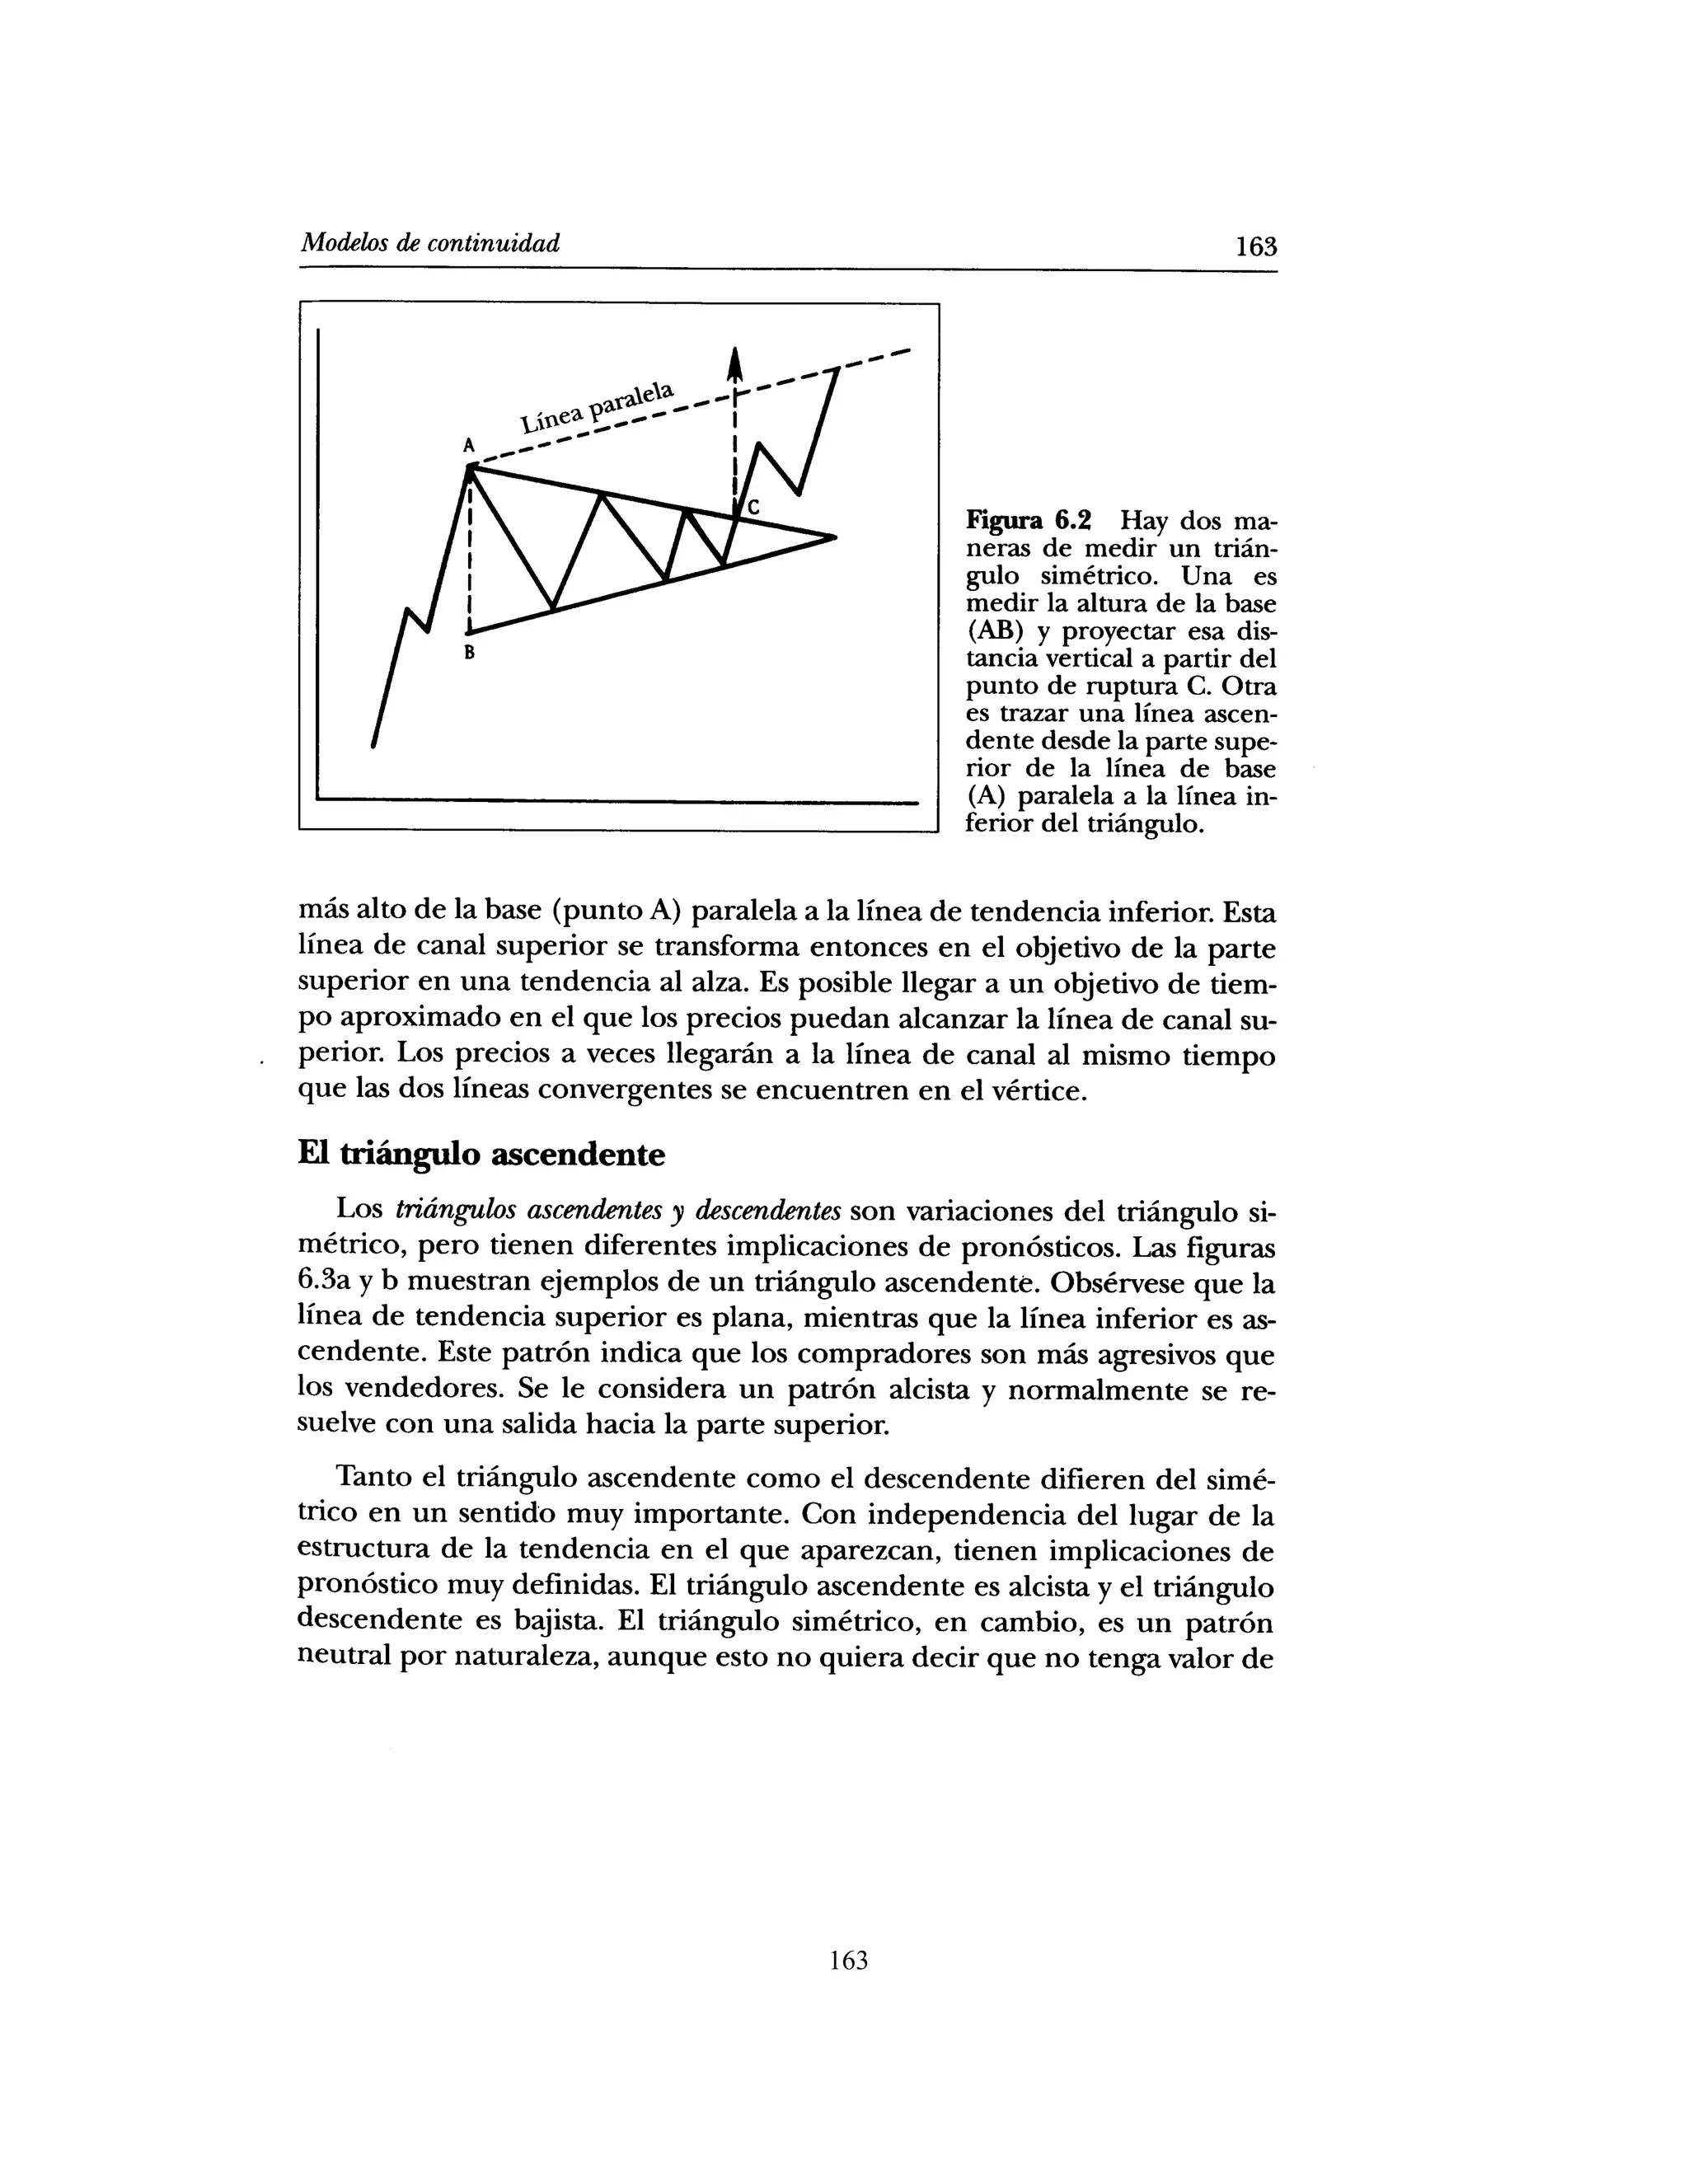 Modelos de continuidad 163
Línea paralela
A
C
B
Figura 6.2 Hay dos ma-
neras de medir un trián-
gulo simétrico. Una es
medir la altura de la base
(AB) y proyectar esa dis-
tancia vertical a partir del
punto de ruptura C. Otra
es trazar una línea ascen-
dente desde la parte supe-
rior de la línea de base
(A) paralela a la línea in-
ferior del triángulo.
más alto de la base (punto A) paralela a la línea de tendencia inferior. Esta
línea de canal superior se transforma entonces en el objetivo de la parte
superior en una tendencia al alza. Es posible llegar a un objetivo de tiem-
po aproximado en el que los precios puedan alcanzar la línea de canal su-
perior. Los precios a veces llegarán a la línea de canal al mismo tiempo
que las dos líneas convergentes se encuentren en el vértice.
El triángulo ascendente
Los triángulos ascendentes y descendentes son variaciones del triángulo si-
métrico, pero tienen diferentes implicaciones de pronósticos. Las figuras
6.3a y b muestran ejemplos de un triángulo ascendente. Obsérvese que la
línea de tendencia superior es plana, mientras que la línea inferior es as-
cendente. Este patrón indica que los compradores son más agresivos que
los vendedores. Se le considera un patrón alcista y normalmente se re-
suelve con una salida hacia la parte superior.
Tanto el triángulo ascendente como el descendente difieren del simé-
trico en un sentido muy importante. Con independencia del lugar de la
estructura de la tendencia en el que aparezcan, tienen implicaciones de
pronóstico muy definidas. El triángulo ascendente es alcista y el triángulo
descendente es bajista. El triángulo simétrico, en cambio, es un patrón
neutral por naturaleza, aunque esto no quiera decir que no tenga valor de
163